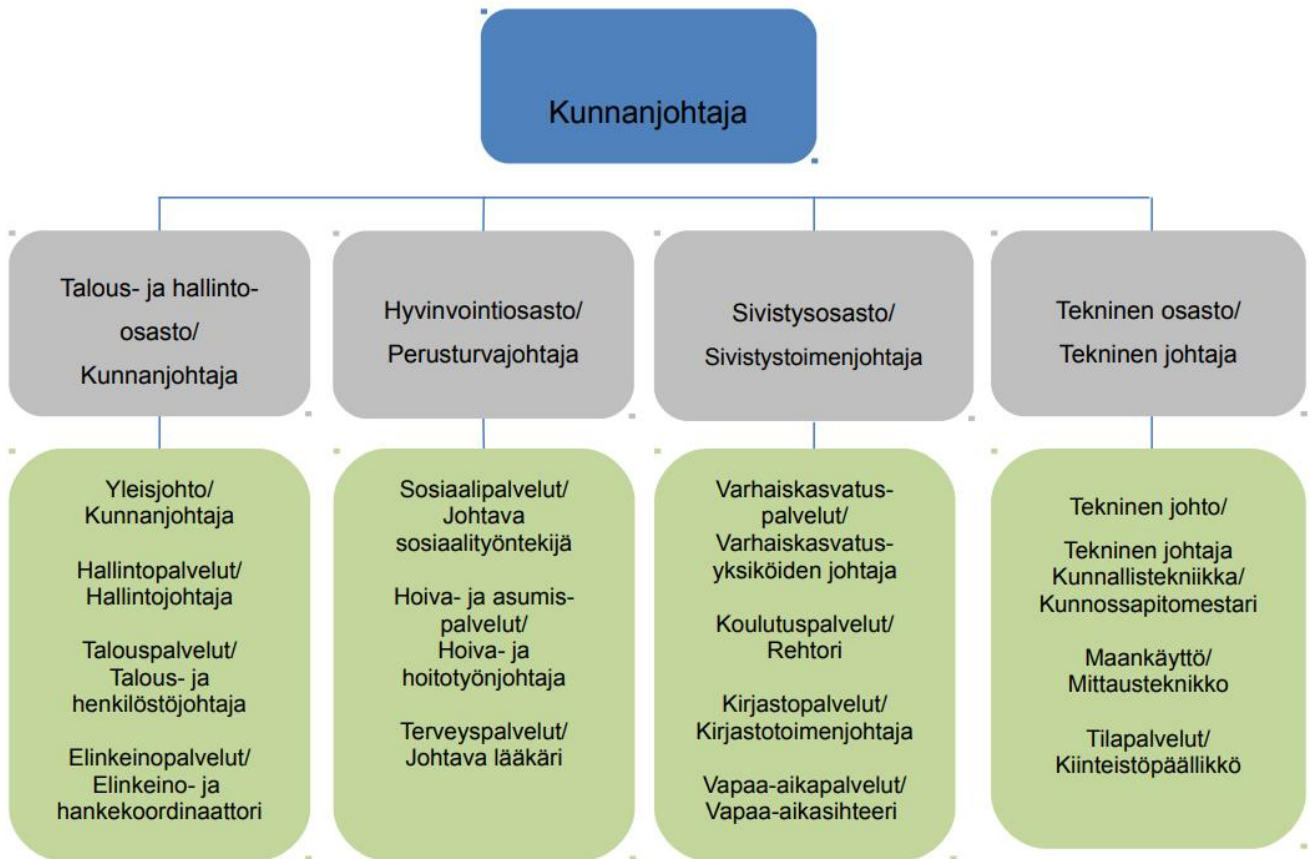 Kunnanjohtaja
Talous- ja hallinto-
osasto/
Kunnanjohtaja
Hyvinvointiosasto/
Perusturvajohtaja
Sivistysosasto/
Sivistystoimenjohtaja
Tekninen osasto/
Tekninen johtaja
Yleisjohto/
Kunnanjohtaja
Hallintopalvelut/
Hallintojohtaja
Talouspalvelut/
Talous- ja
henkilöstöjohtaja
Elinkeinopalvelut/
Elinkeino- ja
hankekoordinaattori
Sosiaalipalvelut/
Johtava
sosiaalityöntekijä
Hoiva- ja asumis-
palvelut/
Hoiva- ja
hoitotyönjohtaja
Terveyspalvelut/
Johtava lääkäri
Varhaiskasvatus-
palvelut/
Varhaiskasvatus-
yksiköiden johtaja
Koulutuspalvelut/
Rehtori
Kirjastopalvelut/
Kirjastotoimenjohtaja
Vapaa-aikapalvelut/
Vapaa-aikasihteeri
Tekninen johto/
Tekninen johtaja
Kunnallistekniikka/
Kunnossapitomestari
Maankäyttö/
Mittausteknikko
Tilapalvelut/
Kiinteistöpäällikkö